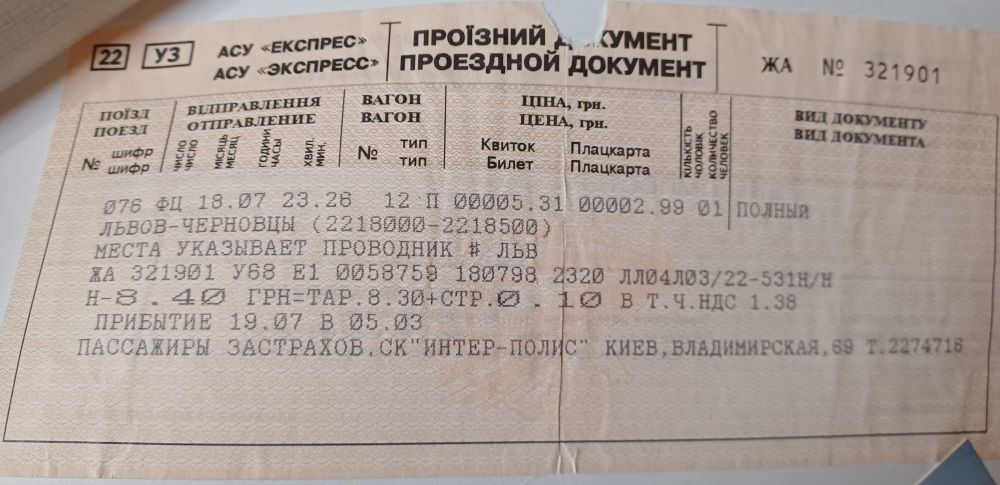 22 УЗ АСУ «ЕКСПРЕС» ПРОЇЗНИЙ ДОКУМЕНТ
АСУ «ЭКСПРЕСС» ПРОЕЗДНОЙ ДОКУМЕНТ ЖА № 321901
ПОЇЗД ВІДПРАВЛЕННЯ ВАГОН ЦІНА, грн. КІЛЬКІСТЬ ЧОЛОВІК ВИД ДОКУМЕНТУ
ПОЕЗД ОТПРАВЛЕНИЕ ВАГОН ЦЕНА, грн. КОЛИЧЕСТВО ЧЕЛОВЕК ВИД ДОКУМЕНТА
№ шифр ЧИСЛО МІСЯЦЬ ГОДИНИ ХВИЛ. № тип Квиток Плацкарта
шифр ЧИСЛО МЕСЯЦ ЧАСЫ МИН. тип Билет Плацкарта
076 ФЦ 18.07 23.26 12 П 00005.31 00002.99 01 ПОЛНЫЙ
ЛЬВОВ-ЧЕРНОВЦЫ (2218000-2218500)
МЕСТА УКАЗЫВАЕТ ПРОВОДНИК # ЛЬВ
ЖА 321901 У68 Е1 0058759 180798 2320 ЛЛ04Л03/22-531Н/Н
Н-8.40 ГРН=ТАР.8.30+СТР.0.10 В Т.Ч.НДС 1.38
ПРИБЫТИЕ 19.07 В 05.03
ПАССАЖИРЫ ЗАСТРАХОВ.СК"ИНТЕР-ПОЛИС" КИЕВ,ВЛАДИМИРСКАЯ,69 Т.2274716